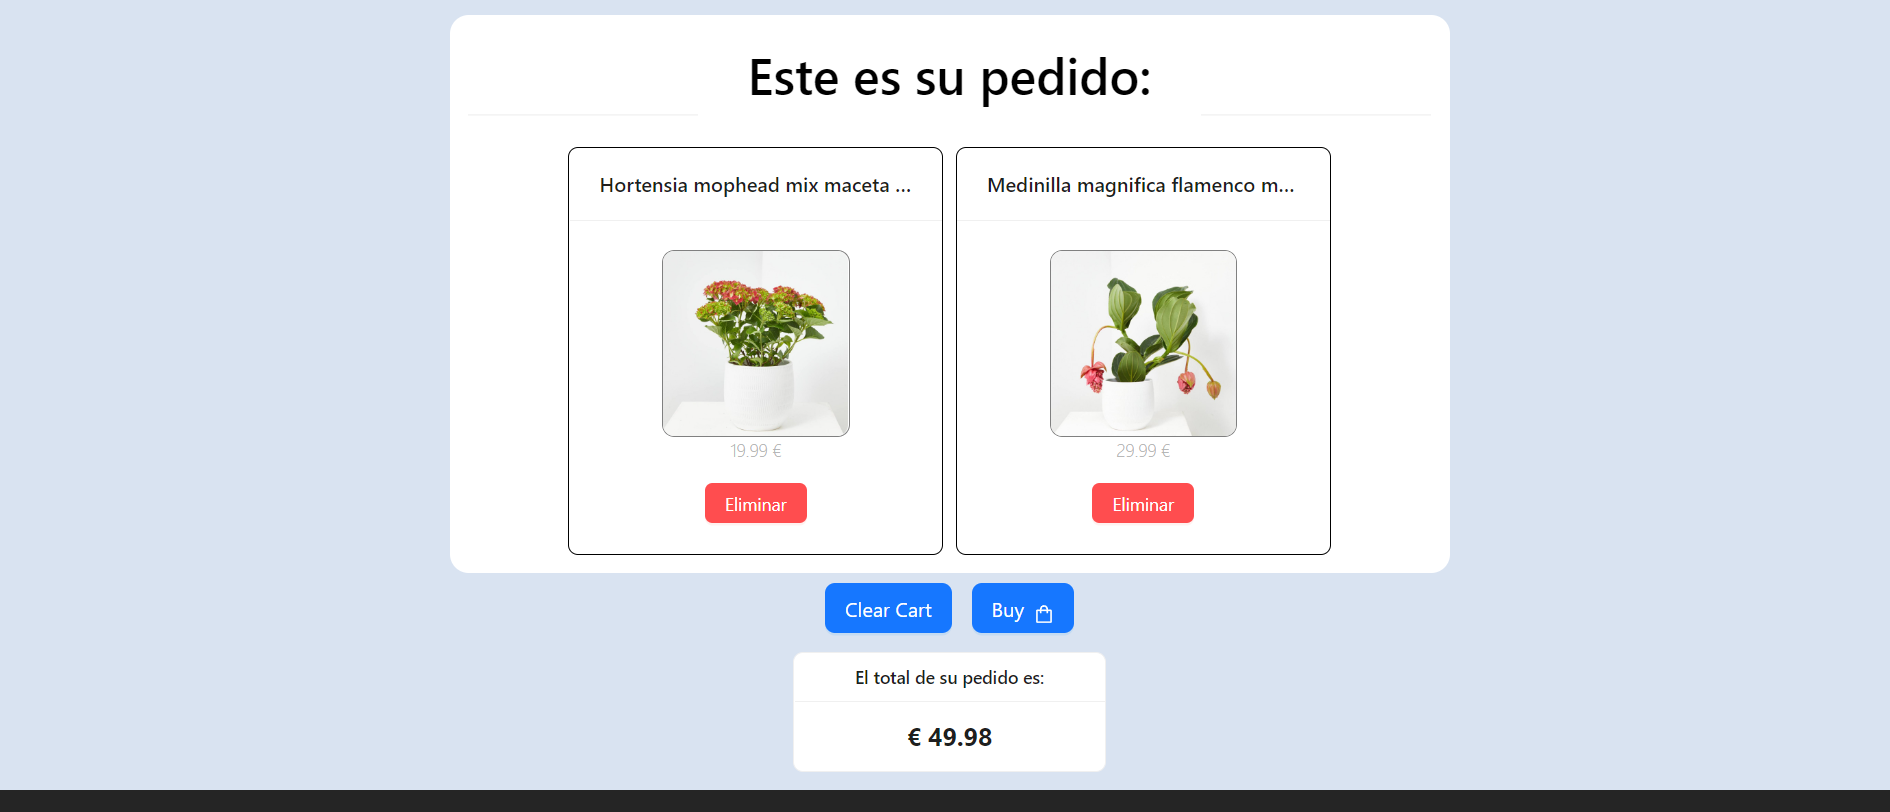 Este es su pedido:
Hortensia mophead mix maceta ...
Medinilla magnifica flamenco m...
19.99 €
29.99 €
Eliminar
Eliminar
Clear Cart
Buy
El total de su pedido es:
€ 49.98